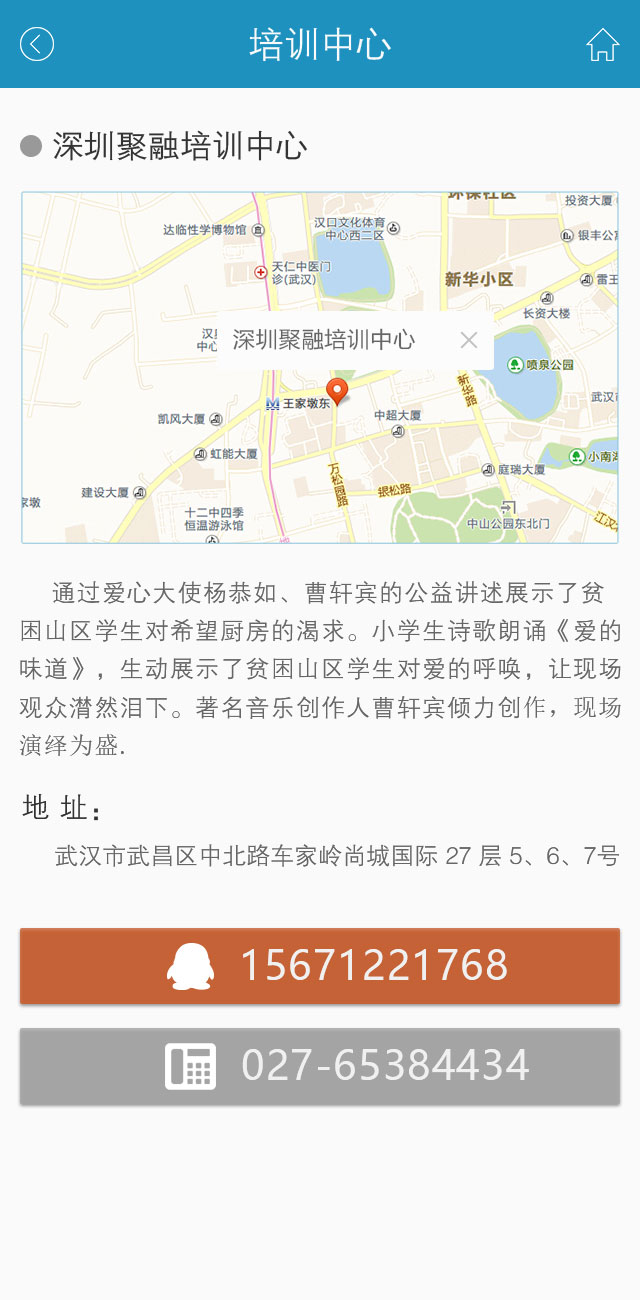 培训中心
深圳聚融培训中心
环保社区
投资大厦
达临性学博物馆
汉口文化体育
中心西二区
银丰公寓
天仁中医门
诊(武汉)
新华小区
雷王
长资大楼
汉
中心
深圳聚融培训中心
喷泉公园
新华路
王家墩东
武汉市
凯风大厦
中超大厦
虹能大厦
小南湖
万松园路
庭瑞大厦
建设大厦
银松路
家墩
十二中四季
恒温游泳馆
中山公园东北门
江汉
通过爱心大使杨恭如、曹轩宾的公益讲述展示了贫
困山区学生对希望厨房的渴求。小学生诗歌朗诵《爱的
味道》，生动展示了贫困山区学生对爱的呼唤，让现场
观众潸然泪下。著名音乐创作人曹轩宾倾力创作，现场
演绎为盛.
地 址：
武汉市武昌区中北路车家岭尚城国际 27 层 5、6、7号
15671221768
027-65384434